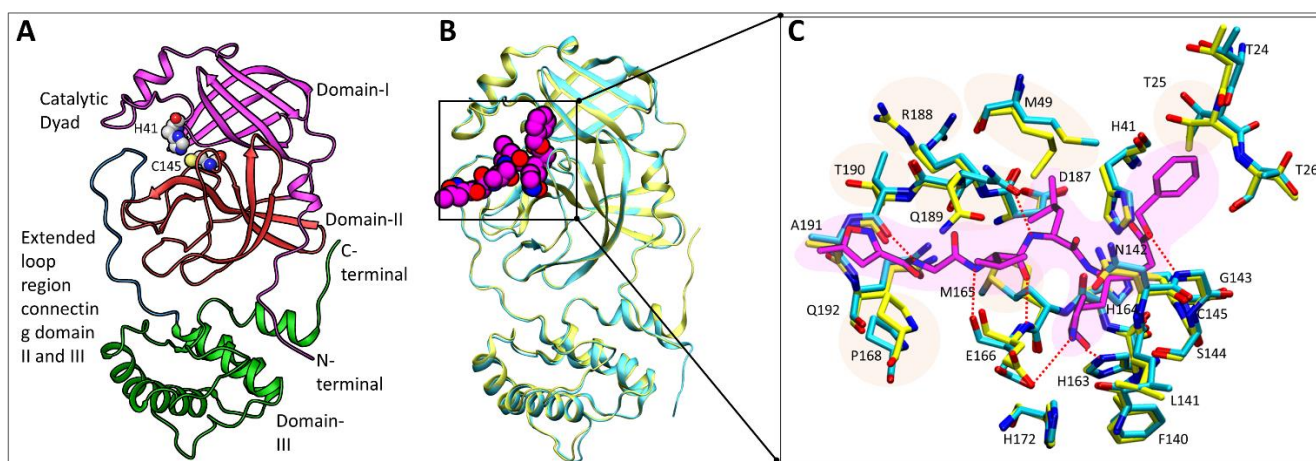 A
Catalytic
Dyad
H41
C145
Domain-I
Domain-II
Extended
loop
region
connectin
g domain
II and III
C-
terminal
N-
terminal
Domain-
III
B
C
T24
T25
T26
M49
R188
H41
T190
D187
Q189
A191
N142
G143
M165
H164
C145
Q192
P168
E166
S144
H163
L141
H172
F140